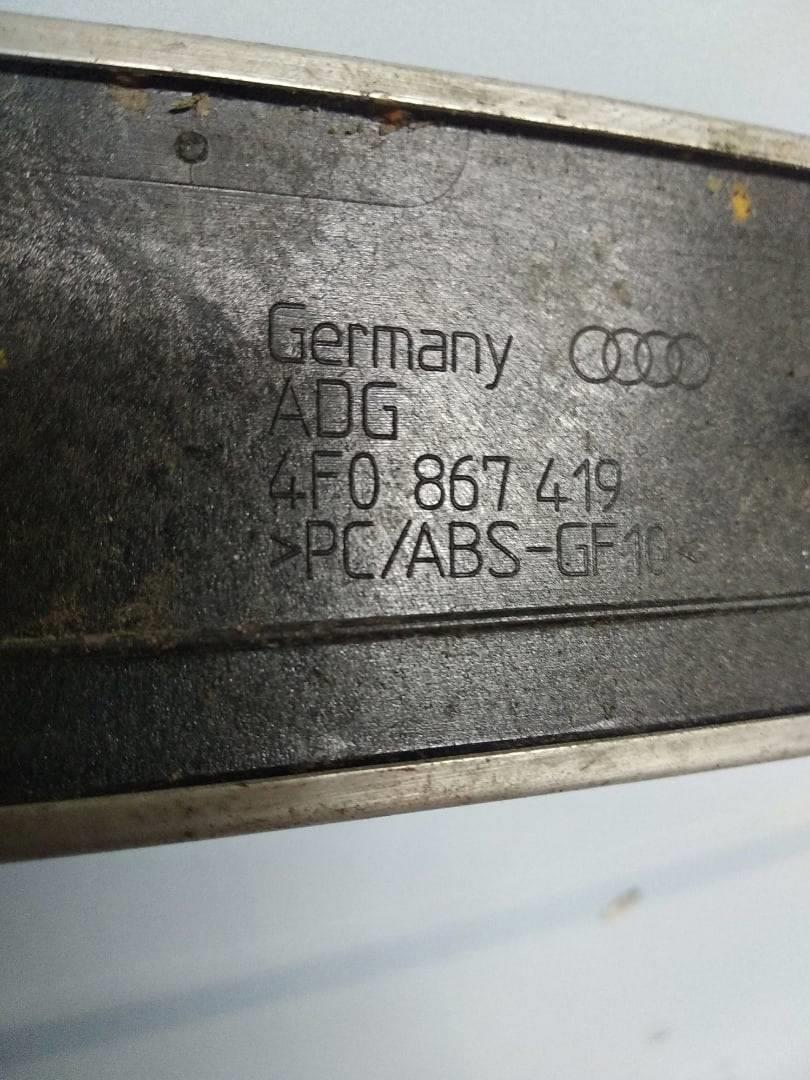 Germany
ADG
4F0 867 419
>PC/ABS-GF10<